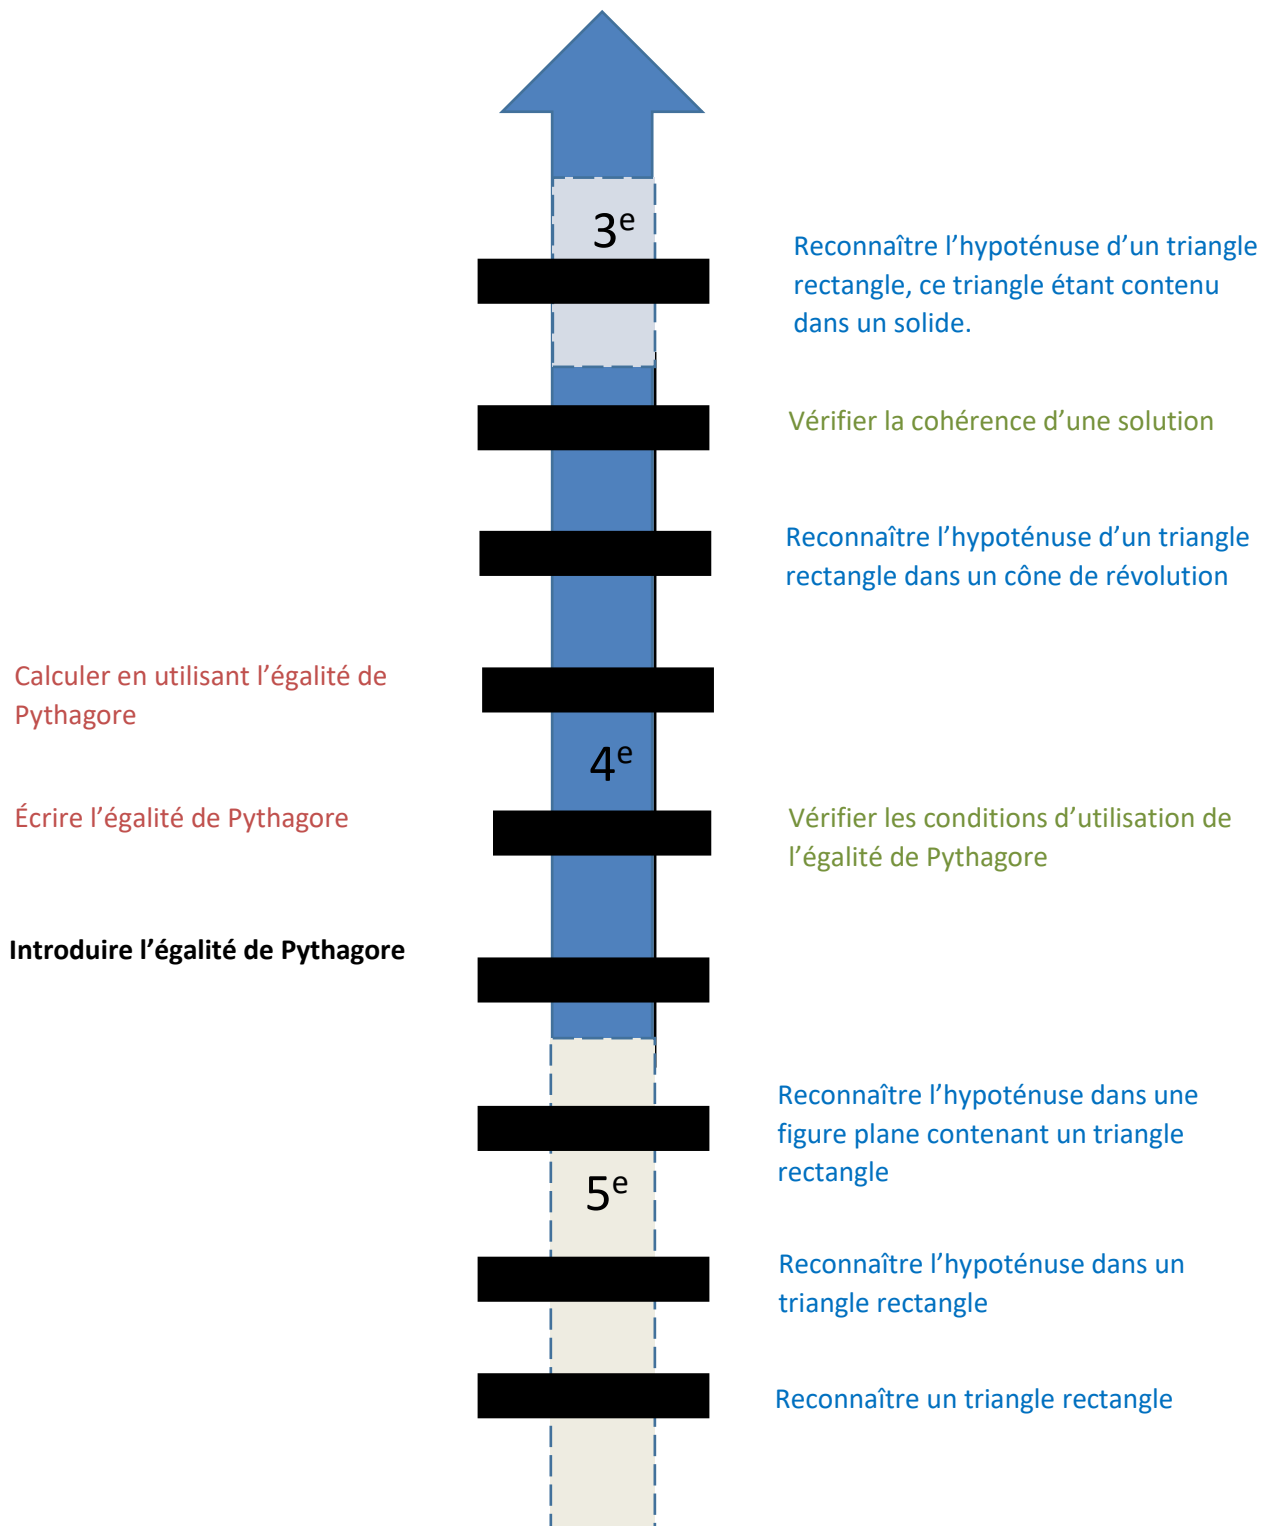 3e
Reconnaître l’hypoténuse d’un triangle
rectangle, ce triangle étant contenu
dans un solide.
Vérifier la cohérence d’une solution
Reconnaître l’hypoténuse d’un triangle
rectangle dans un cône de révolution
Calculer en utilisant l’égalité de
Pythagore
4e
Écrire l’égalité de Pythagore
Vérifier les conditions d’utilisation de
l’égalité de Pythagore
Introduire l’égalité de Pythagore
Reconnaître l’hypoténuse dans une
figure plane contenant un triangle
rectangle
5e
Reconnaître l’hypoténuse dans un
triangle rectangle
Reconnaître un triangle rectangle